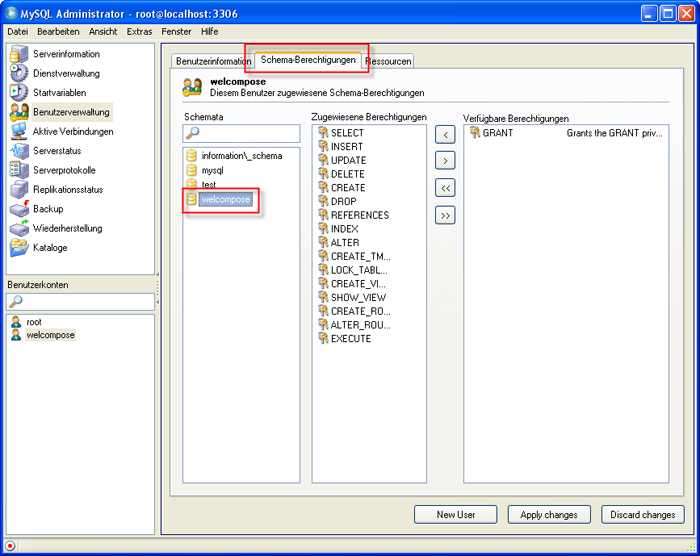 MySQL Administrator - root@localhost:3306
Datei Bearbeiten Ansicht Extras Fenster Hilfe
Serverinformation
Dienstverwaltung
Startvariablen
Benutzerverwaltung
Aktive Verbindungen
Serverstatus
Serverprotokolle
Replikationsstatus
Backup
Wiederherstellung
Kataloge
Benutzerkonten
root
welcompose
Benutzerinformation Schema-Berechtigungen Ressourcen
welcompose
Diesem Benutzer zugewiesene Schema-Berechtigungen
Schemata
information\_schema
mysql
test
welcompose
Zugewiesene Berechtigungen
SELECT
INSERT
UPDATE
DELETE
CREATE
DROP
REFERENCES
INDEX
ALTER
CREATE_TM...
LOCK_TABL...
CREATE_VI...
SHOW_VIEW
CREATE_RO...
ALTER_ROU...
EXECUTE
<
>
<<
>>
Verfügbare Berechtigungen
GRANT Grants the GRANT priv...
New User Apply changes Discard changes